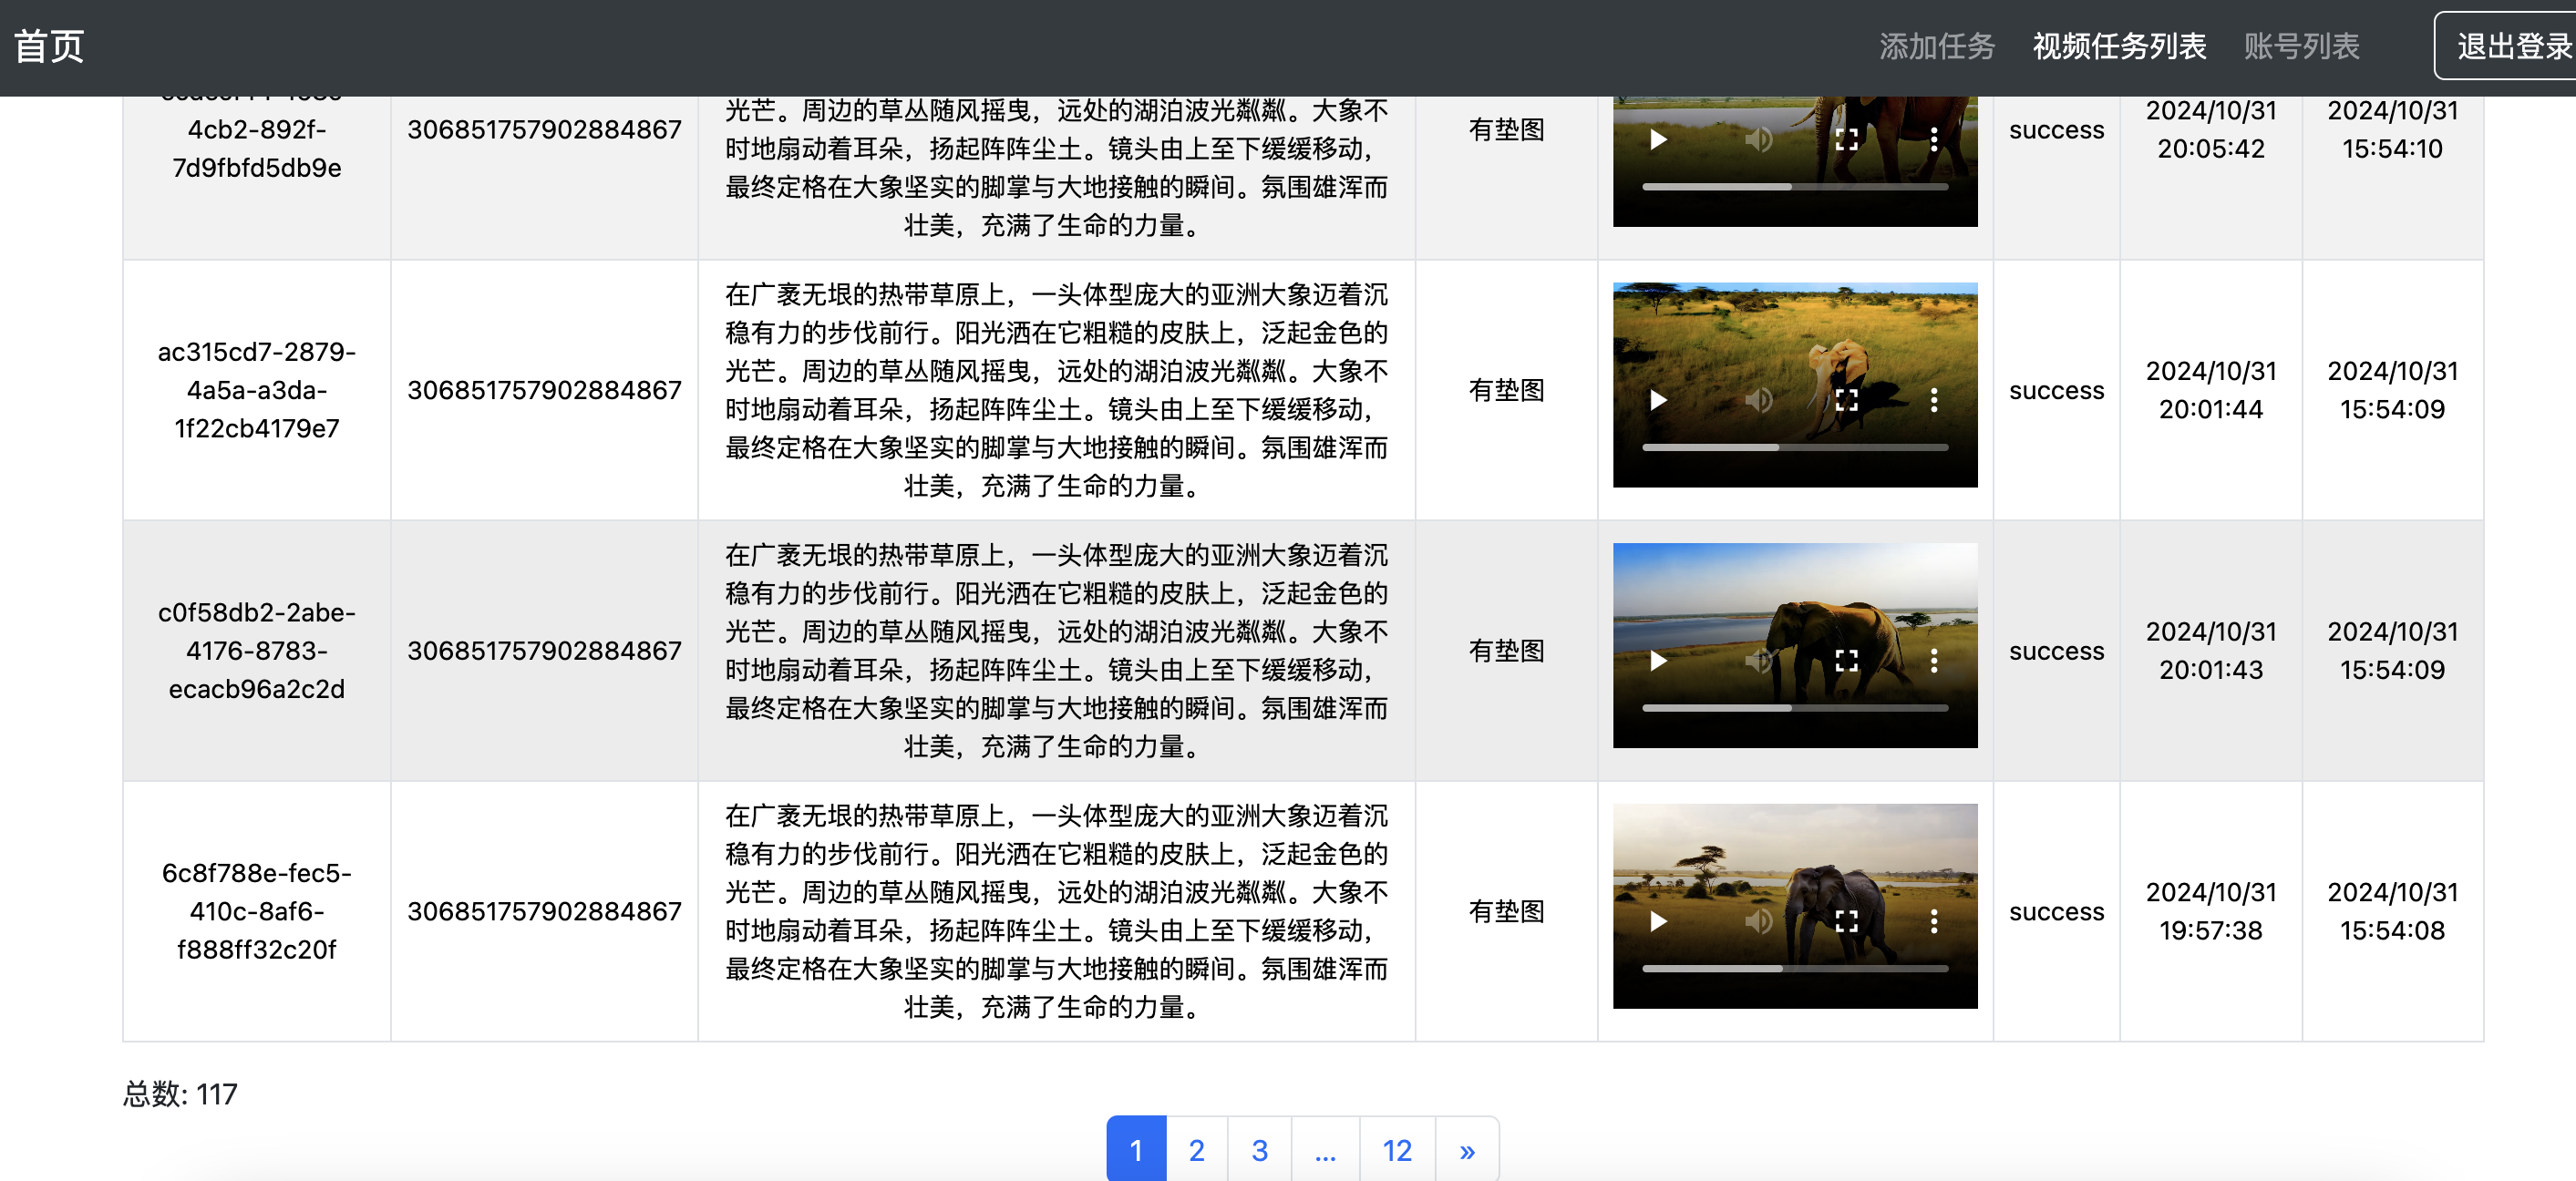 首页
添加任务 视频任务列表 账号列表 退出登录
4cb2-892f-
7d9fbfd5db9e
306851757902884867
光芒。周边的草丛随风摇曳，远处的湖泊波光粼粼。大象不
时地扇动着耳朵，扬起阵阵尘土。镜头由上至下缓缓移动，
最终定格在大象坚实的脚掌与大地接触的瞬间。氛围雄浑而
壮美，充满了生命的力量。
有垫图
success
2024/10/31
20:05:42
2024/10/31
15:54:10
ac315cd7-2879-
4a5a-a3da-
1f22cb4179e7
306851757902884867
在广袤无垠的热带草原上，一头体型庞大的亚洲大象迈着沉
稳有力的步伐前行。阳光洒在它粗糙的皮肤上，泛起金色的
光芒。周边的草丛随风摇曳，远处的湖泊波光粼粼。大象不
时地扇动着耳朵，扬起阵阵尘土。镜头由上至下缓缓移动，
最终定格在大象坚实的脚掌与大地接触的瞬间。氛围雄浑而
壮美，充满了生命的力量。
有垫图
success
2024/10/31
20:01:44
2024/10/31
15:54:09
c0f58db2-2abe-
4176-8783-
ecacb96a2c2d
306851757902884867
在广袤无垠的热带草原上，一头体型庞大的亚洲大象迈着沉
稳有力的步伐前行。阳光洒在它粗糙的皮肤上，泛起金色的
光芒。周边的草丛随风摇曳，远处的湖泊波光粼粼。大象不
时地扇动着耳朵，扬起阵阵尘土。镜头由上至下缓缓移动，
最终定格在大象坚实的脚掌与大地接触的瞬间。氛围雄浑而
壮美，充满了生命的力量。
有垫图
success
2024/10/31
20:01:43
2024/10/31
15:54:09
6c8f788e-fec5-
410c-8af6-
f888ff32c20f
306851757902884867
在广袤无垠的热带草原上，一头体型庞大的亚洲大象迈着沉
稳有力的步伐前行。阳光洒在它粗糙的皮肤上，泛起金色的
光芒。周边的草丛随风摇曳，远处的湖泊波光粼粼。大象不
时地扇动着耳朵，扬起阵阵尘土。镜头由上至下缓缓移动，
最终定格在大象坚实的脚掌与大地接触的瞬间。氛围雄浑而
壮美，充满了生命的力量。
有垫图
success
2024/10/31
19:57:38
2024/10/31
15:54:08
总数: 117
1 2 3 ... 12 »